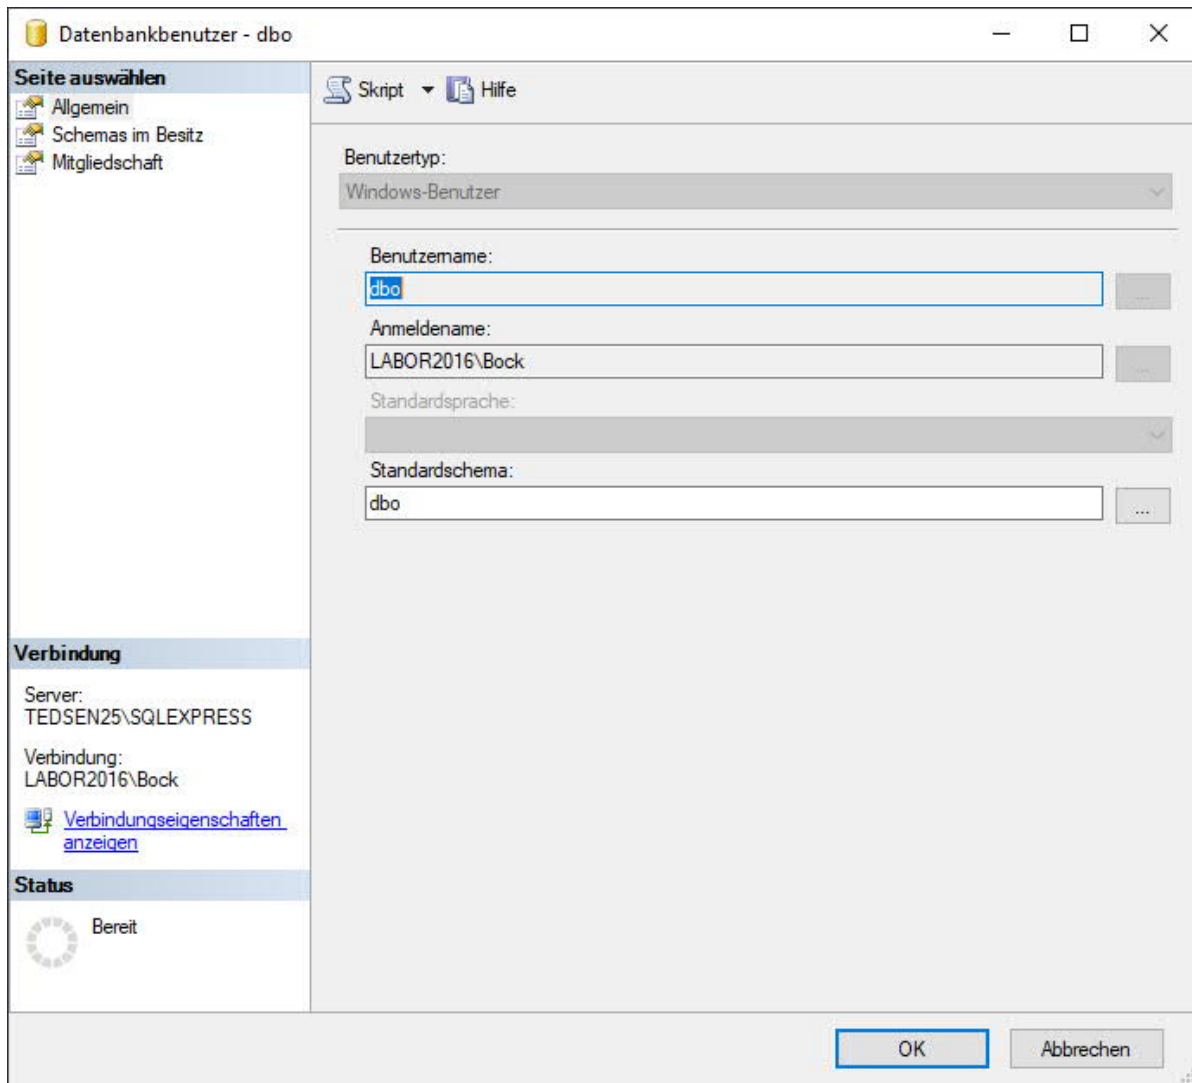 Datenbankbenutzer - dbo
Seite auswählen
Allgemein
Schemas im Besitz
Mitgliedschaft
Skript
Hilfe
Benutzertyp:
Windows-Benutzer
Benutzername:
dbo
...
Anmeldename:
LABOR2016\Bock
...
Standardsprache:
Standardschema:
dbo
...
Verbindung
Server:
TEDSEN25\SQLEXPRESS
Verbindung:
LABOR2016\Bock
Verbindungseigenschaften
anzeigen
Status
Bereit
OK
Abbrechen